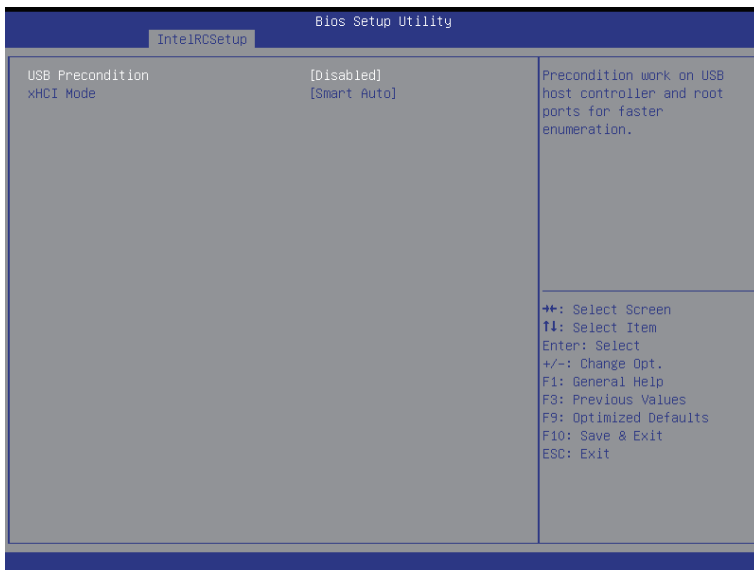 Bios Setup Utility
IntelRCSetup
USB Precondition [Disabled]
xHCI Mode [Smart Auto]
Precondition work on USB
host controller and root
ports for faster
enumeration.
→←: Select Screen
↑↓: Select Item
Enter: Select
+/-: Change Opt.
F1: General Help
F3: Previous Values
F9: Optimized Defaults
F10: Save & Exit
ESC: Exit